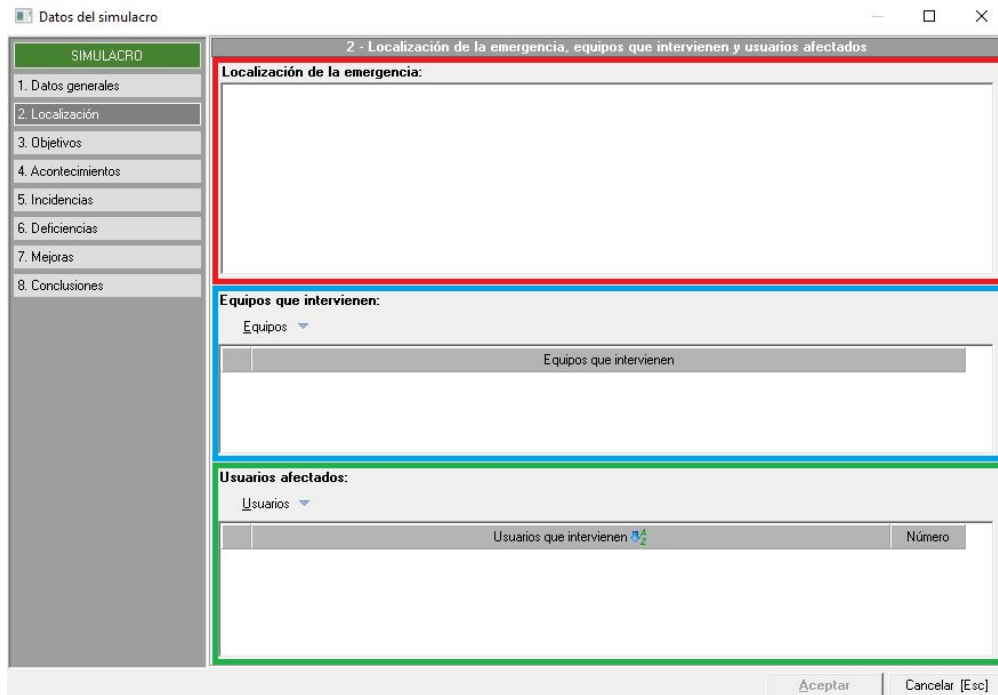 Datos del simulacro
SIMULACRO
1. Datos generales
2. Localización
3. Objetivos
4. Acontecimientos
5. Incidencias
6. Deficiencias
7. Mejoras
8. Conclusiones
2 - Localización de la emergencia, equipos que intervienen y usuarios afectados
Localización de la emergencia:
Equipos que intervienen:
Equipos
Equipos que intervienen
Usuarios afectados:
Usuarios
Usuarios que intervienen
Número
Aceptar
Cancelar [Esc]